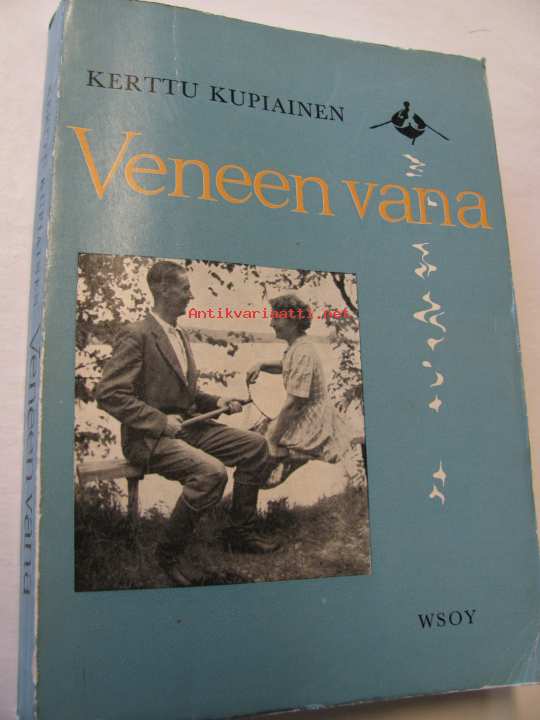 KERTTU KUPIAINEN
Veneen vana
Antikvariaatti.net
WSOY
KERTTU KUPIAINEN Veneen vana